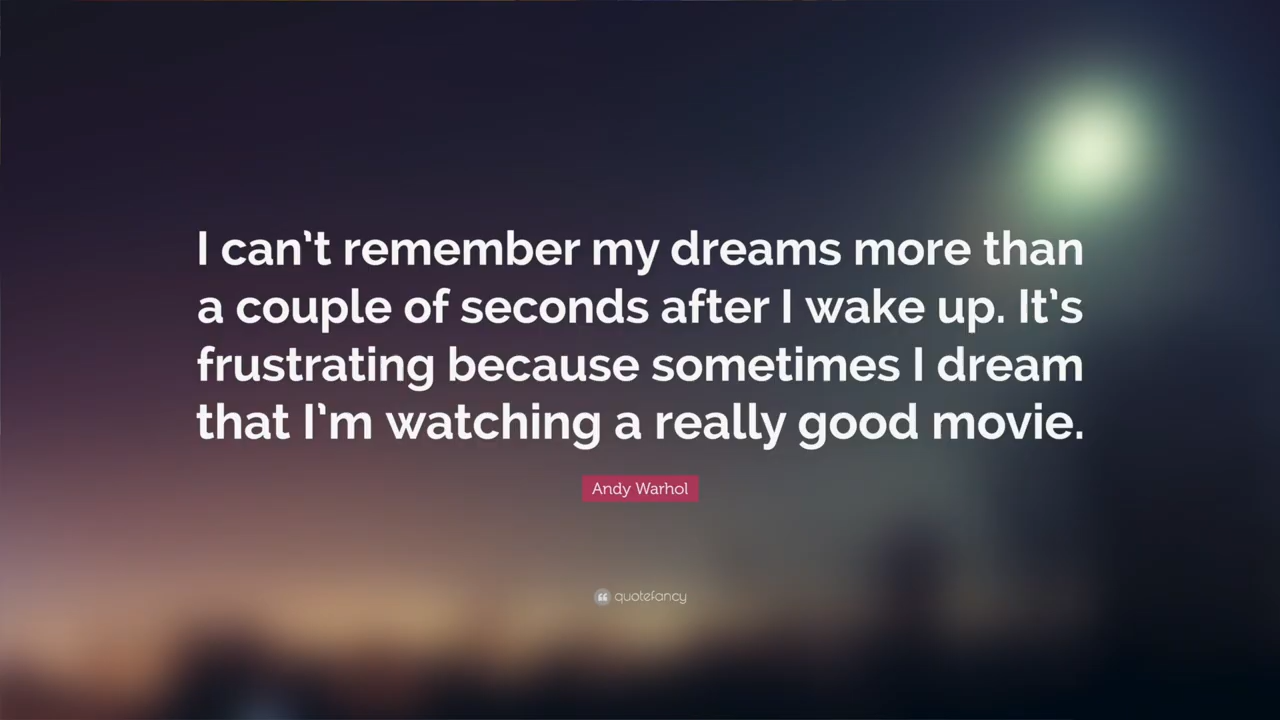 I can’t remember my dreams more than
a couple of seconds after I wake up. It’s
frustrating because sometimes I dream
that I’m watching a really good movie.
Andy Warhol
quotefancy